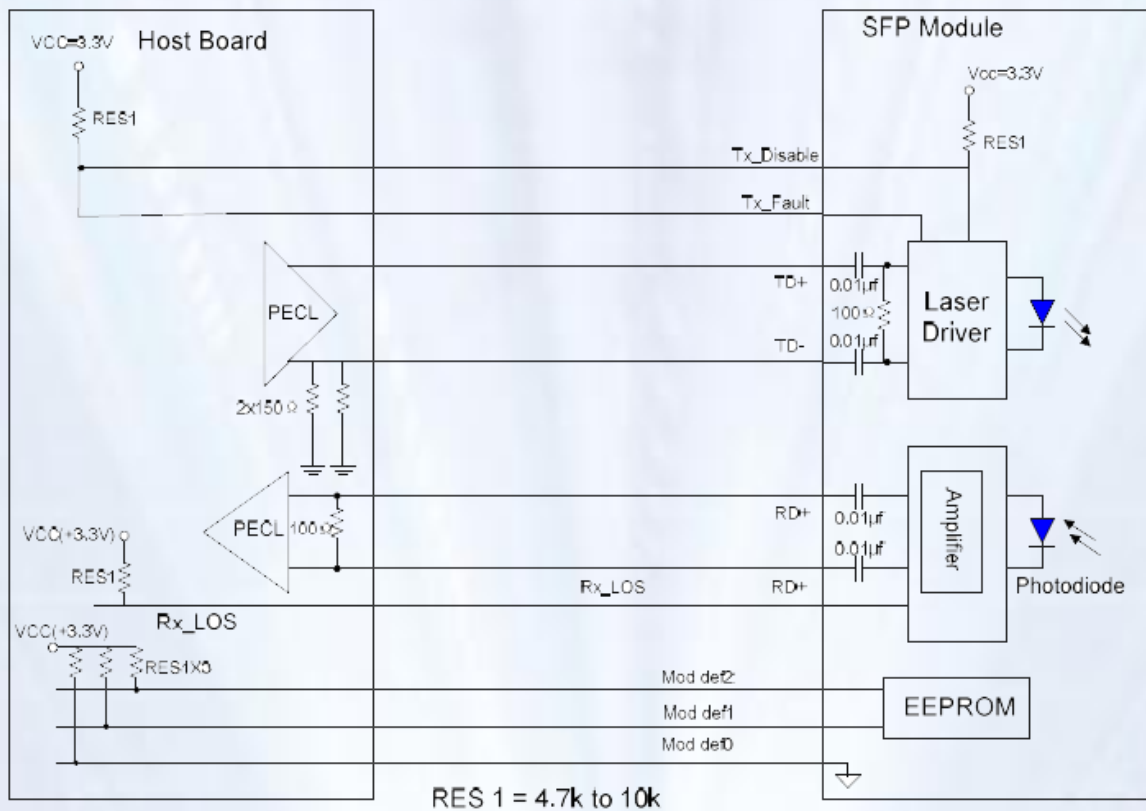 Host Board
SFP Module
VCC=3.3V
Vcc=3.3V
RES1
RES1
Tx_Disable
Tx_Fault
PECL
TD+
0.01µf
100Ω
Laser
Driver
TD-
0.01µf
2x150Ω
PECL
100Ω
RD+
0.01µf
Amplifier
VCC(+3.3V)
0.01µf
RES1
Rx_LOS
RD+
Photodiode
Rx_LOS
VCC(+3.3V)
RES1X3
Mod def2
EEPROM
Mod def1
Mod def0
RES 1 = 4.7k to 10k